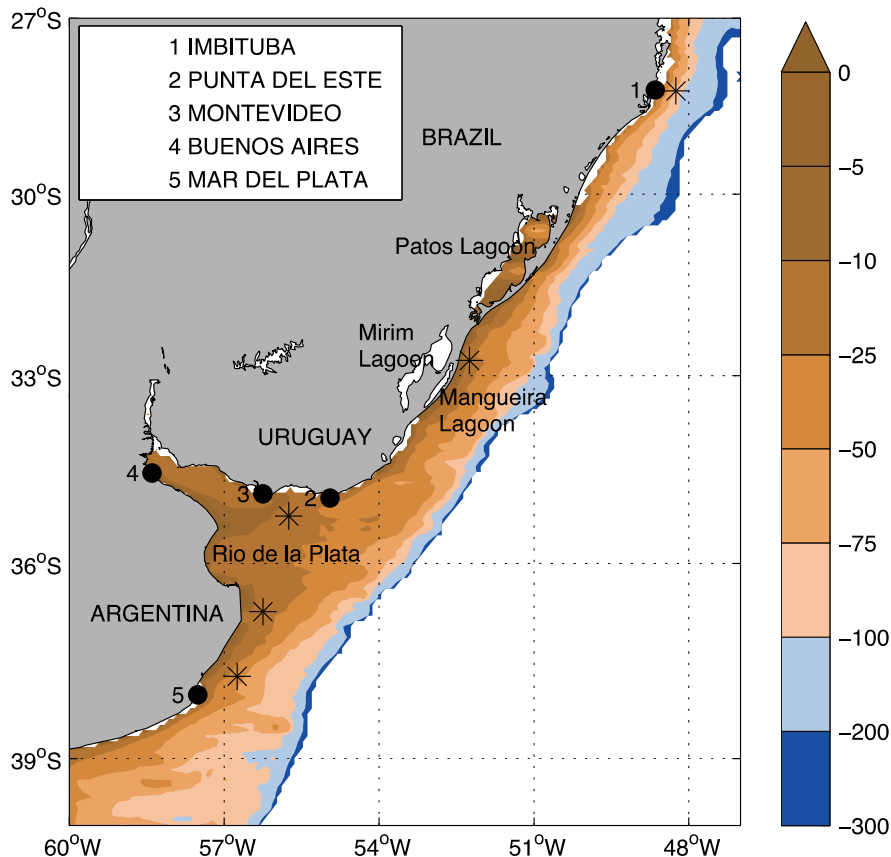 27°S
30°S
33°S
36°S
39°S
60°W
57°W
54°W
51°W
48°W
1 IMBITUBA
2 PUNTA DEL ESTE
3 MONTEVIDEO
4 BUENOS AIRES
5 MAR DEL PLATA
1
BRAZIL
Patos Lagoon
Mirim
Lagoon
Mangueira
Lagoon
URUGUAY
4
3
2
Rio de la Plata
ARGENTINA
5
0
−5
−10
−25
−50
−75
−100
−200
−300